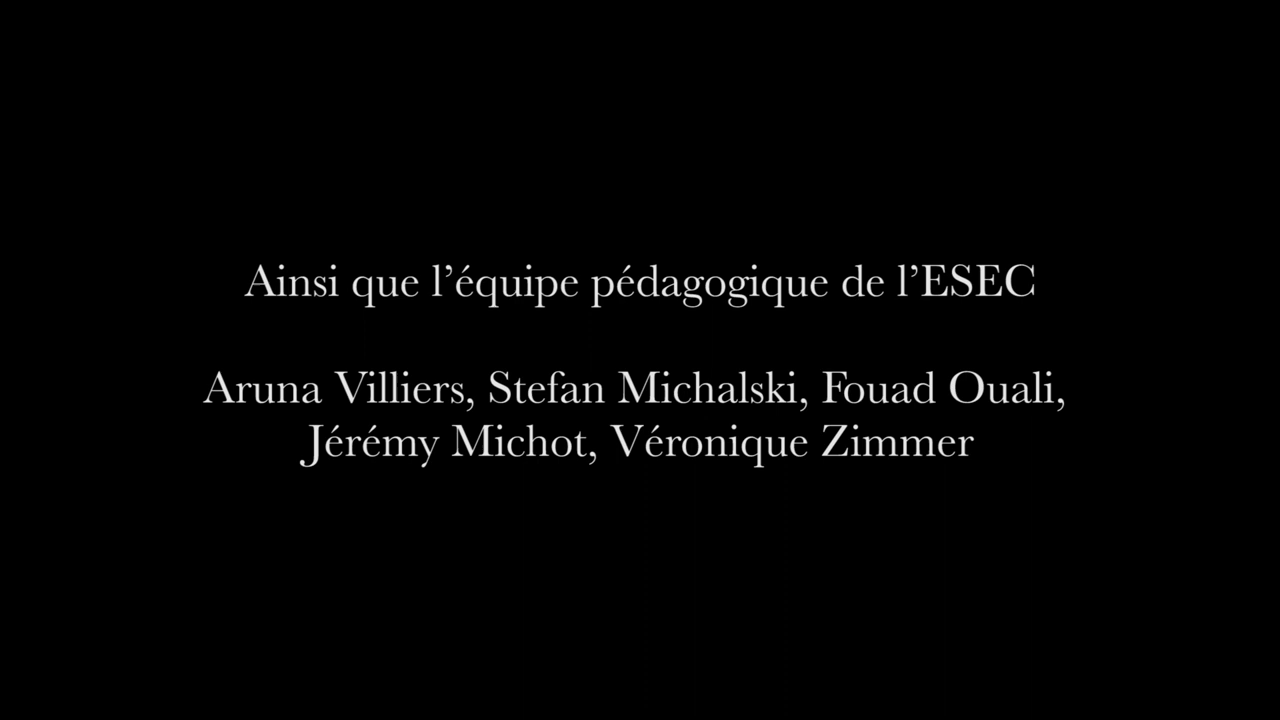 Ainsi que l’équipe pédagogique de l’ESEC
Aruna Villiers, Stefan Michalski, Fouad Ouali,
Jérémy Michot, Véronique Zimmer